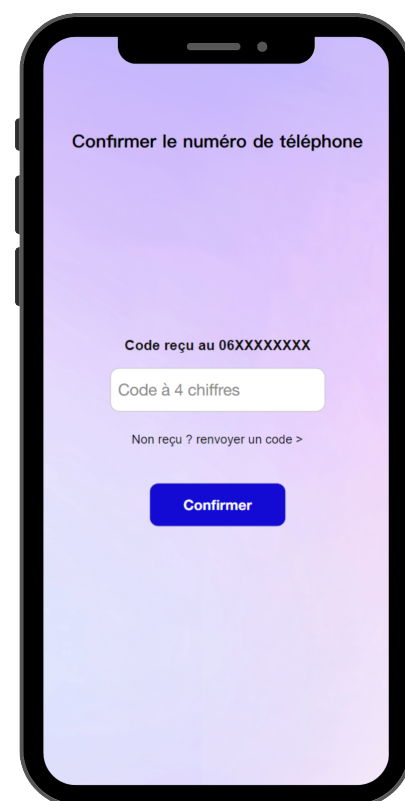 Confirmer le numéro de téléphone
Code reçu au 06XXXXXXXX
Code à 4 chiffres
Non reçu ? renvoyer un code >
Confirmer